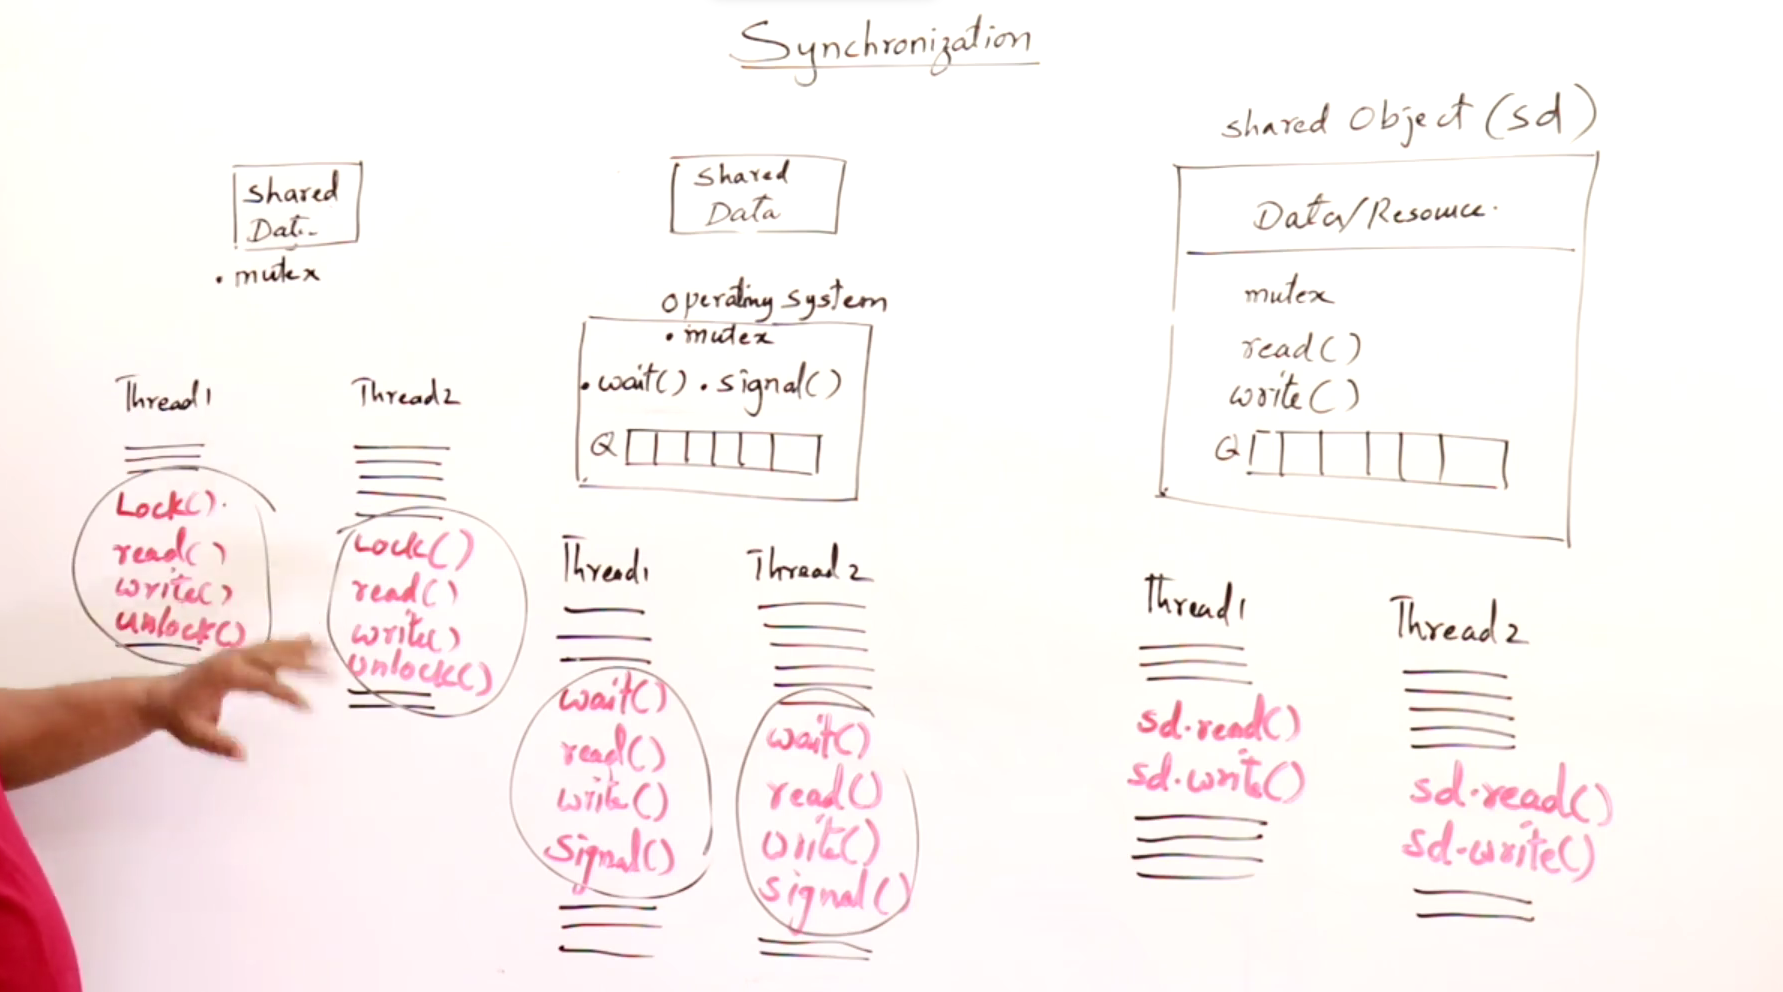 Synchronization
Shared
Dat
• mutex
Thread1
Lock().
read()
write()
unlock()
Thread2
Lock()
read()
write()
unlock()
Shared
Data
operating system
• mutex
• wait() • signal()
Q
Thread1
wait()
read()
write()
signal()
Thread2
wait()
read()
write()
signal()
shared Object (sd)
Data/Resource.
mutex
read()
write()
Q
Thread1
sd.read()
sd.write()
Thread2
sd.read()
sd.write()